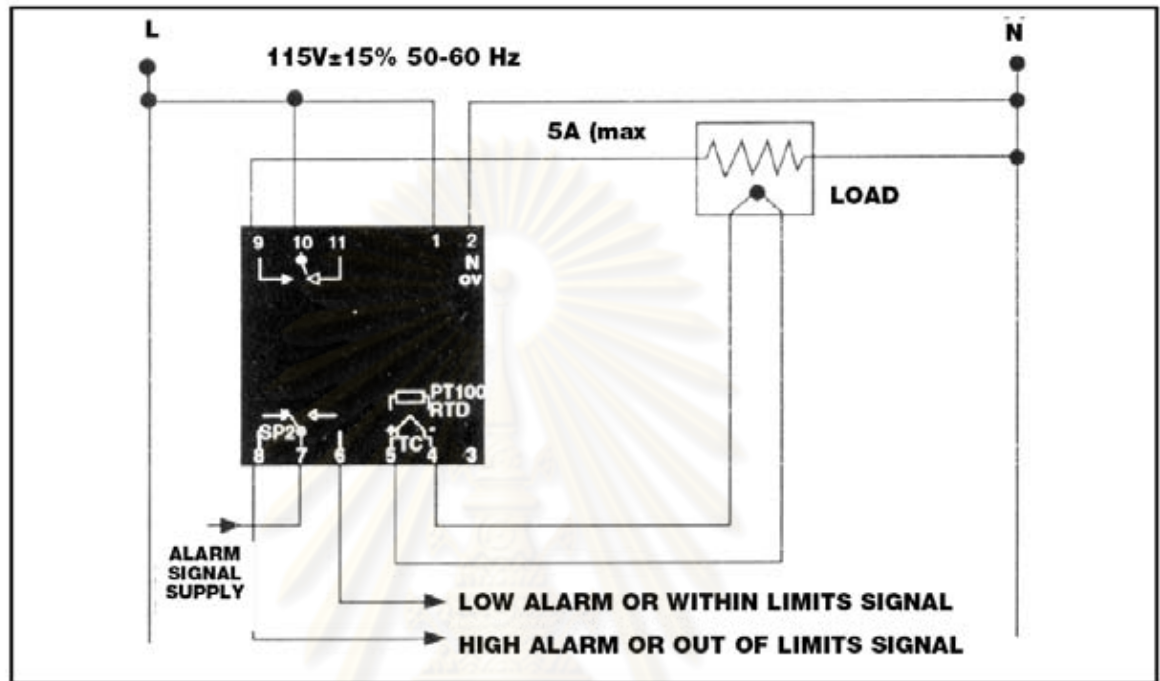 L
N
115V±15% 50-60 Hz
5A (max
LOAD
9 10 11 1 2
N
OV
PT100
RTD
SP2
+ -
TC
8 7 6 5 4 3
ALARM
SIGNAL
SUPPLY
LOW ALARM OR WITHIN LIMITS SIGNAL
HIGH ALARM OR OUT OF LIMITS SIGNAL